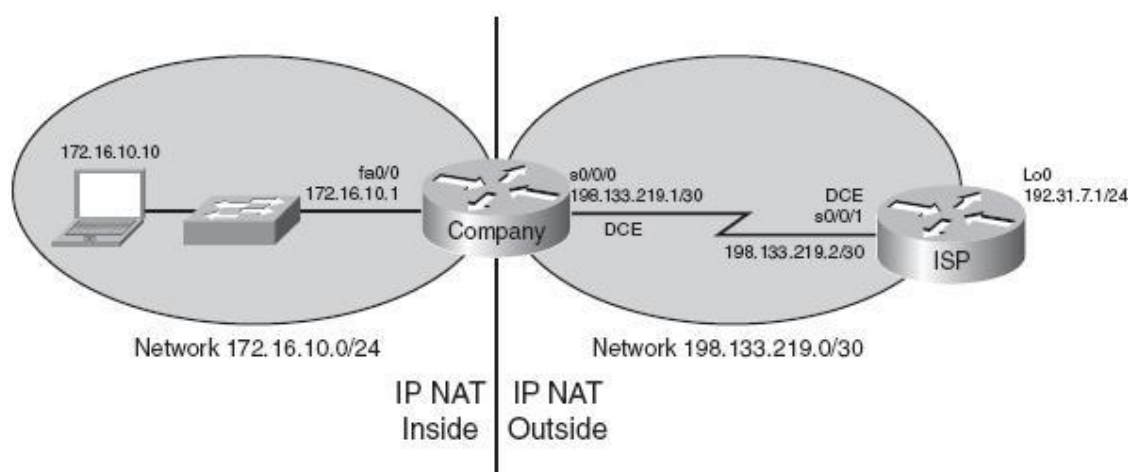 172.16.10.10
fa0/0
172.16.10.1
Company
s0/0/0
198.133.219.1/30
DCE
DCE
s0/0/1
198.133.219.2/30
ISP
Lo0
192.31.7.1/24
Network 172.16.10.0/24
Network 198.133.219.0/30
IP NAT
Inside
IP NAT
Outside